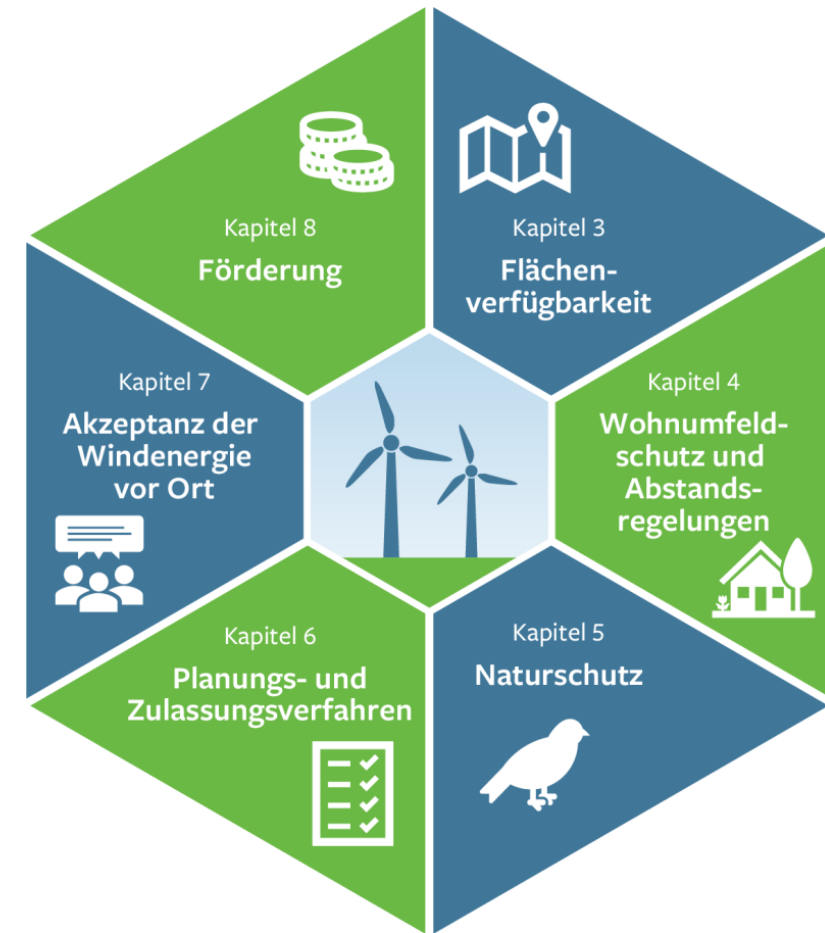 Kapitel 8
Förderung
Kapitel 3
Flächen-
verfügbarkeit
Kapitel 7
Akzeptanz der
Windenergie
vor Ort
Kapitel 4
Wohnumfeld-
schutz und
Abstands-
regelungen
Kapitel 6
Planungs- und
Zulassungsverfahren
Kapitel 5
Naturschutz